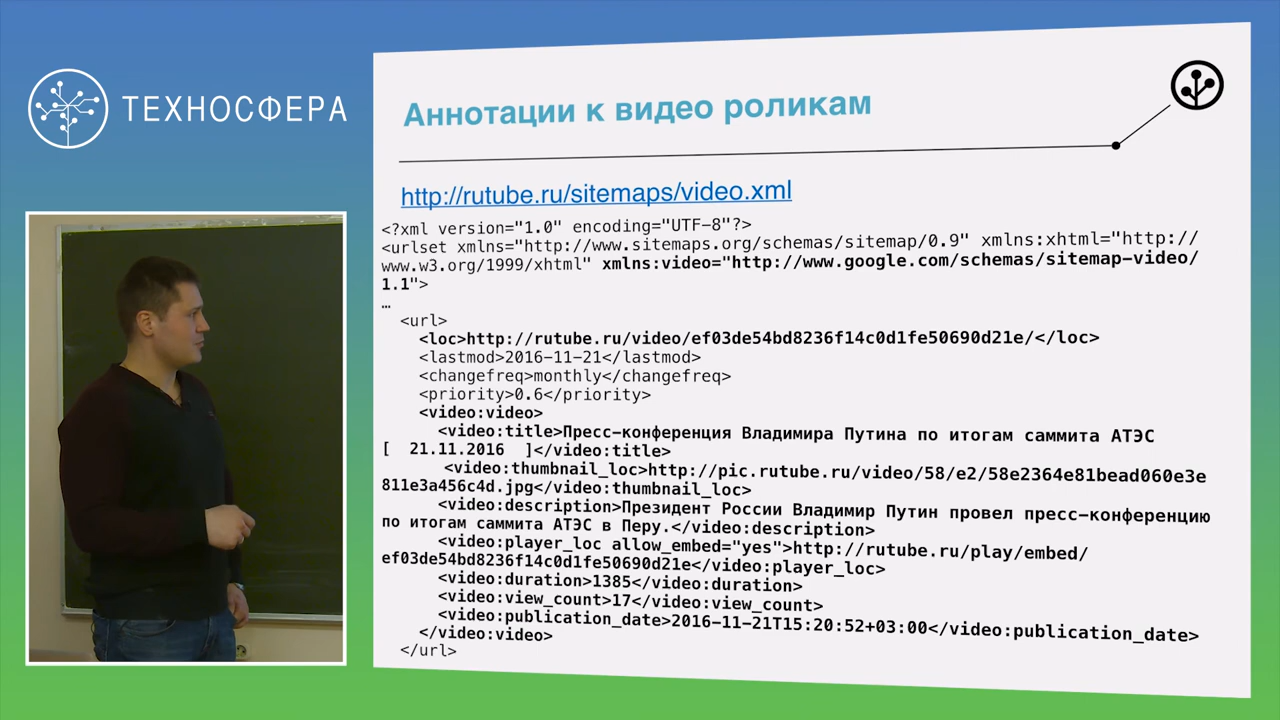 ТЕХНОСФЕРА
Аннотации к видео роликам
http://rutube.ru/sitemaps/video.xml
<?xml version="1.0" encoding="UTF-8"?>
<urlset xmlns="http://www.sitemaps.org/schemas/sitemap/0.9" xmlns:xhtml="http://
www.w3.org/1999/xhtml" xmlns:video="http://www.google.com/schemas/sitemap-video/
1.1">
…
<url>
<loc>http://rutube.ru/video/ef03de54bd8236f14c0d1fe50690d21e/</loc>
<lastmod>2016-11-21</lastmod>
<changefreq>monthly</changefreq>
<priority>0.6</priority>
<video:video>
<video:title>Пресс-конференция Владимира Путина по итогам саммита АТЭС
[ 21.11.2016 ]</video:title>
<video:thumbnail_loc>http://pic.rutube.ru/video/58/e2/58e2364e81bead060e3e
811e3a456c4d.jpg</video:thumbnail_loc>
<video:description>Президент России Владимир Путин провел пресс-конференцию
по итогам саммита АТЭС в Перу.</video:description>
<video:player_loc allow_embed="yes">http://rutube.ru/play/embed/
ef03de54bd8236f14c0d1fe50690d21e</video:player_loc>
<video:duration>1385</video:duration>
<video:view_count>17</video:view_count>
<video:publication_date>2016-11-21T15:20:52+03:00</video:publication_date>
</video:video>
</url>